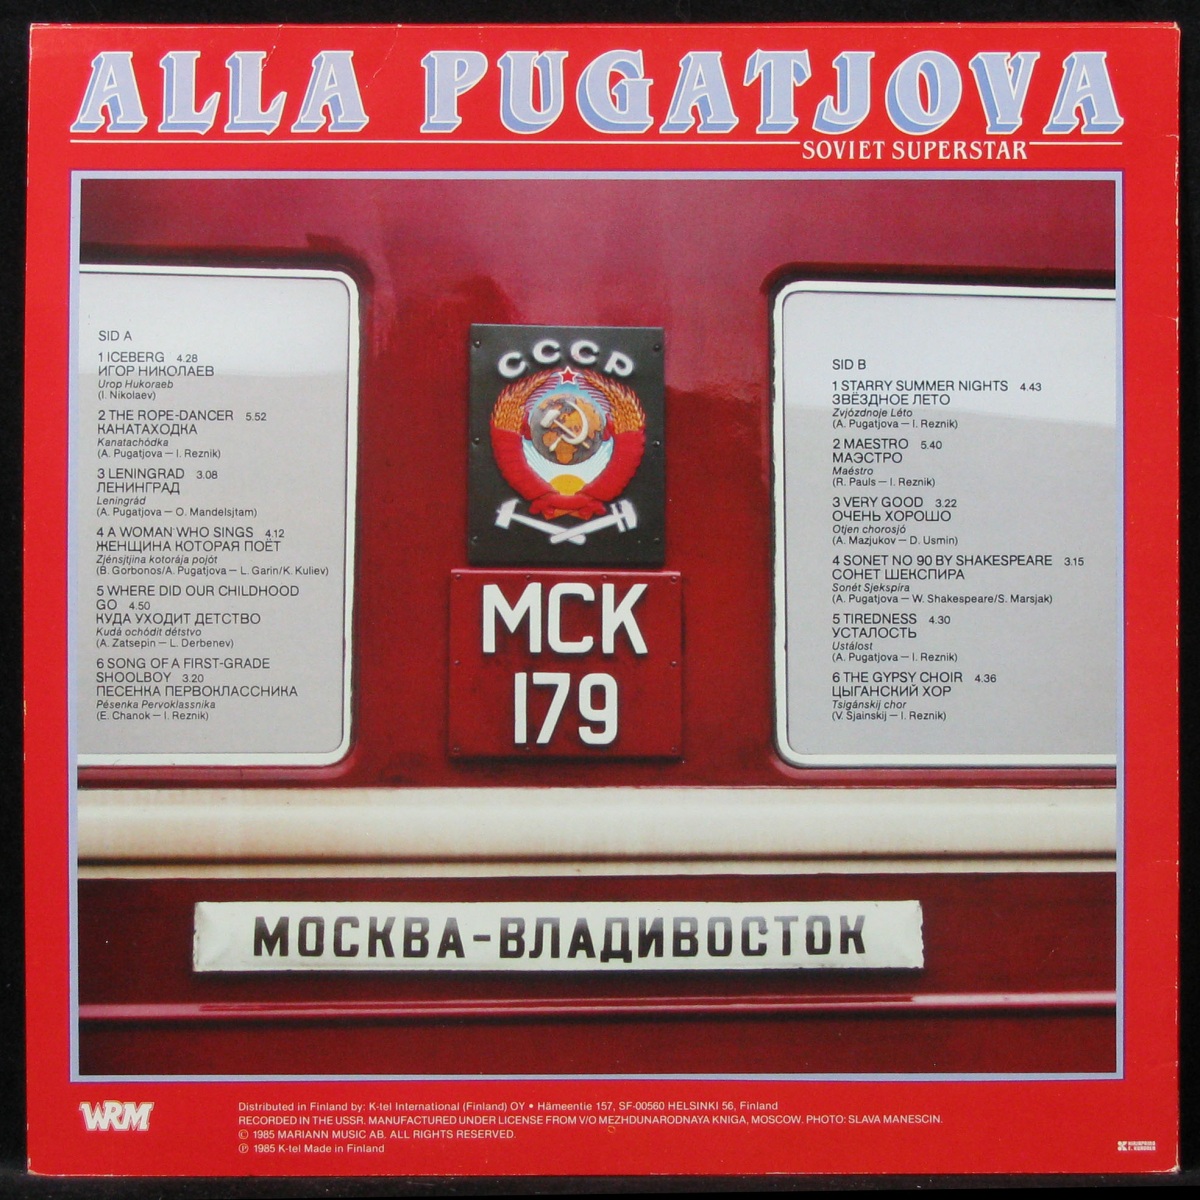 ALLA PUGATJOVA
SOVIET SUPERSTAR
SID A
1 ICEBERG 4.28
ИГОР НИКОЛАЕВ
Urop Hukoraeb
(I. Nikolaev)
2 THE ROPE-DANCER 5.52
КАНАТАХОДКА
Kanatachódka
(A. Pugatjova — I. Reznik)
3 LENINGRAD 3.08
ЛЕНИНГРАД
Leningrád
(A. Pugatjova — O. Mandelsjtam)
4 A WOMAN WHO SINGS 4.12
ЖЕНЩИНА КОТОРАЯ ПОЁТ
Zjénsjtjina kotorája pojót
(B. Gorbonos/A. Pugatjova — L. Garin/K. Kuliev)
5 WHERE DID OUR CHILDHOOD
GO 4.50
КУДА УХОДИТ ДЕТСТВО
Kudá ochódit détstvo
(A. Zatsepin — L. Derbenev)
6 SONG OF A FIRST-GRADE
SHOOLBOY 3.20
ПЕСЕНКА ПЕРВОКЛАССНИКА
Pésenka Pervoklassnika
(E. Chanok — I. Reznik)
СССР
МСК
179
SID B
1 STARRY SUMMER NIGHTS 4.43
ЗВЁЗДНОЕ ЛЕТО
Zvjózdnoje Léto
(A. Pugatjova — I. Reznik)
2 MAESTRO 5.40
МАЭСТРО
Maéstro
(R. Pauls — I. Reznik)
3 VERY GOOD 3.22
ОЧЕНЬ ХОРОШО
Otjen chorosjó
(A. Mazjukov — D. Usmin)
4 SONET NO 90 BY SHAKESPEARE 3.15
СОНЕТ ШЕКСПИРА
Sonét Sjekspira
(A. Pugatjova — W. Shakespeare/S. Marsjak)
5 TIREDNESS 4.30
УСТАЛОСТЬ
Ustálost
(A. Pugatjova — I. Reznik)
6 THE GYPSY CHOIR 4.36
ЦЫГАНСКИЙ ХОР
Tsigánskij chor
(V. Sjainskij — I. Reznik)
МОСКВА-ВЛАДИВОСТОК
WRM
Distributed in Finland by: K-tel International (Finland) OY • Hämeentie 157, SF-00560 HELSINKI 56, Finland
RECORDED IN THE USSR. MANUFACTURED UNDER LICENSE FROM V/O MEZHDUNARODNAYA KNIGA, MOSCOW. PHOTO: SLAVA MANESCIN.
© 1985 MARIANN MUSIC AB. ALL RIGHTS RESERVED.
℗ 1985 K-tel Made in Finland